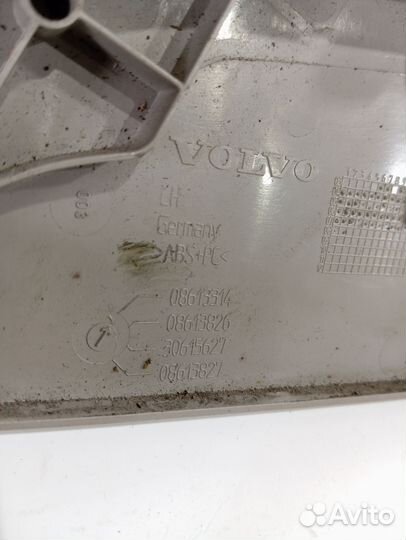 VOLVO
LH
Germany
>ABS+PC<
08613314
08613826
30615627
08613827
Avito